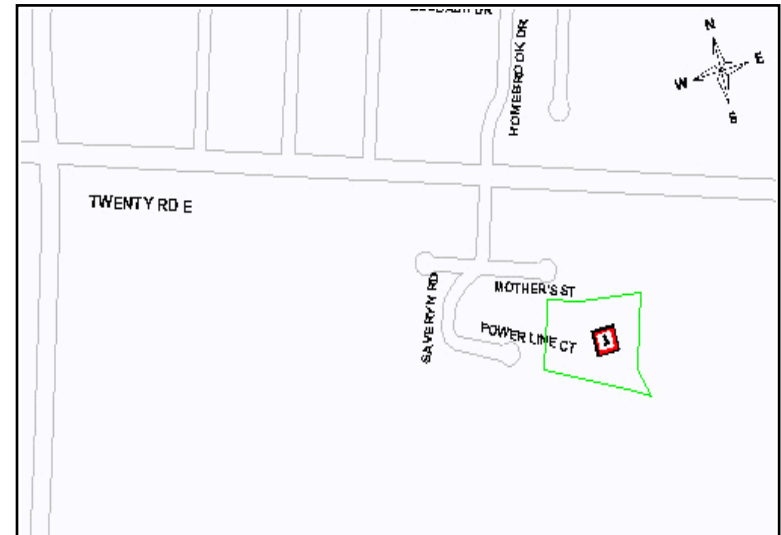 HOMEBROOK DR
N
E
W
S
TWENTY RD E
SAVERYN RD
MOTHER'S ST
POWER LINE CT
1